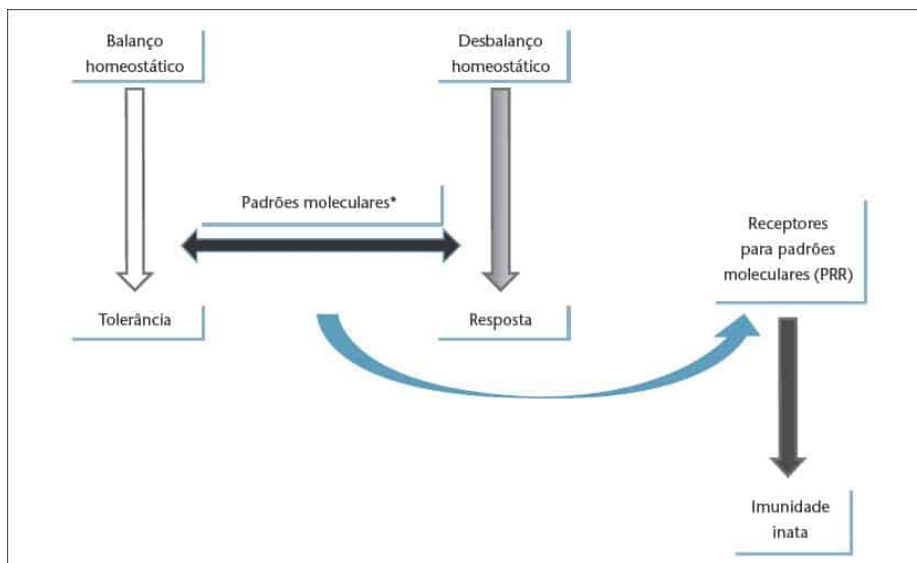 Balanço
homeostático
Desbalanço
homeostático
Padrões moleculares*
Receptores
para padrões
moleculares (PRR)
Tolerância
Resposta
Imunidade
inata